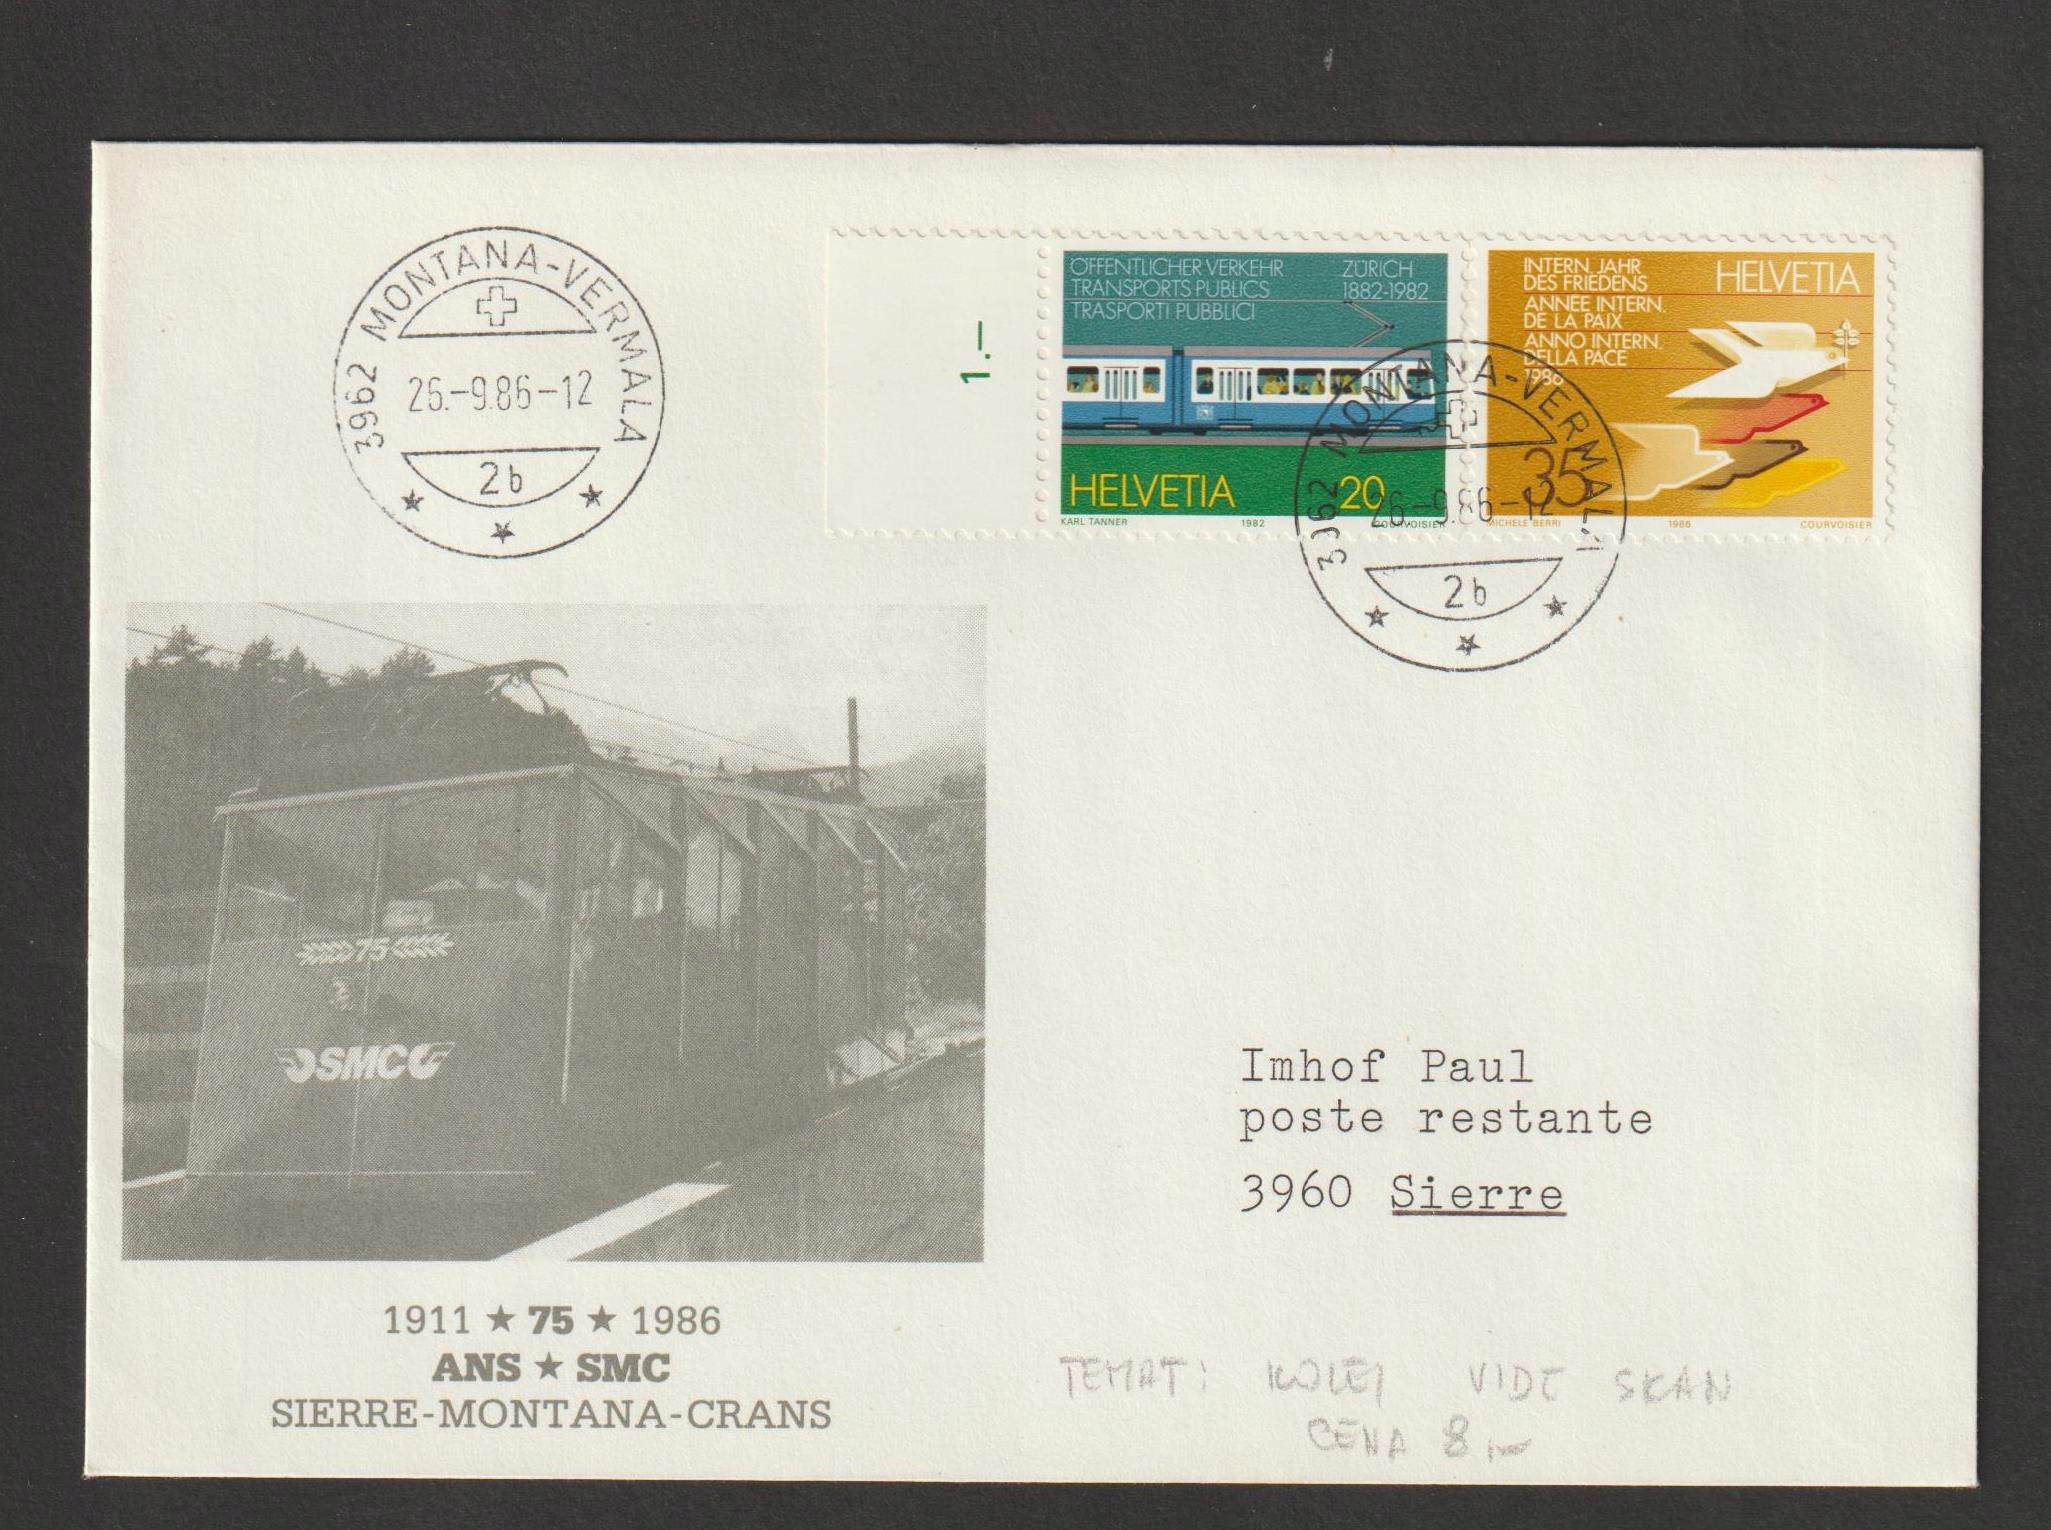 3962 MONTANA-VERMALA
26.-9.86-12
2b
1.-
ÖFFENTLICHER VERKEHR
TRANSPORTS PUBLICS
TRASPORTI PUBBLICI
ZÜRICH
1882-1982
HELVETIA 20
KARL TANNER 1982 COURVOISIER
INTERN. JAHR
DES FRIEDENS
ANNÉE INTERN.
DE LA PAIX
ANNO INTERN.
DELLA PACE
1986
HELVETIA
35
MICHELE BERRI 1986 COURVOISIER
3962 MONTANA-VERMALA
26.-9.86-12
2b
75
SMC
Imhof Paul
poste restante
3960 Sierre
1911 ★ 75 ★ 1986
ANS ★ SMC
SIERRE-MONTANA-CRANS
TEMAT: KOLEJ VIDE SKAN
CENA 8,-